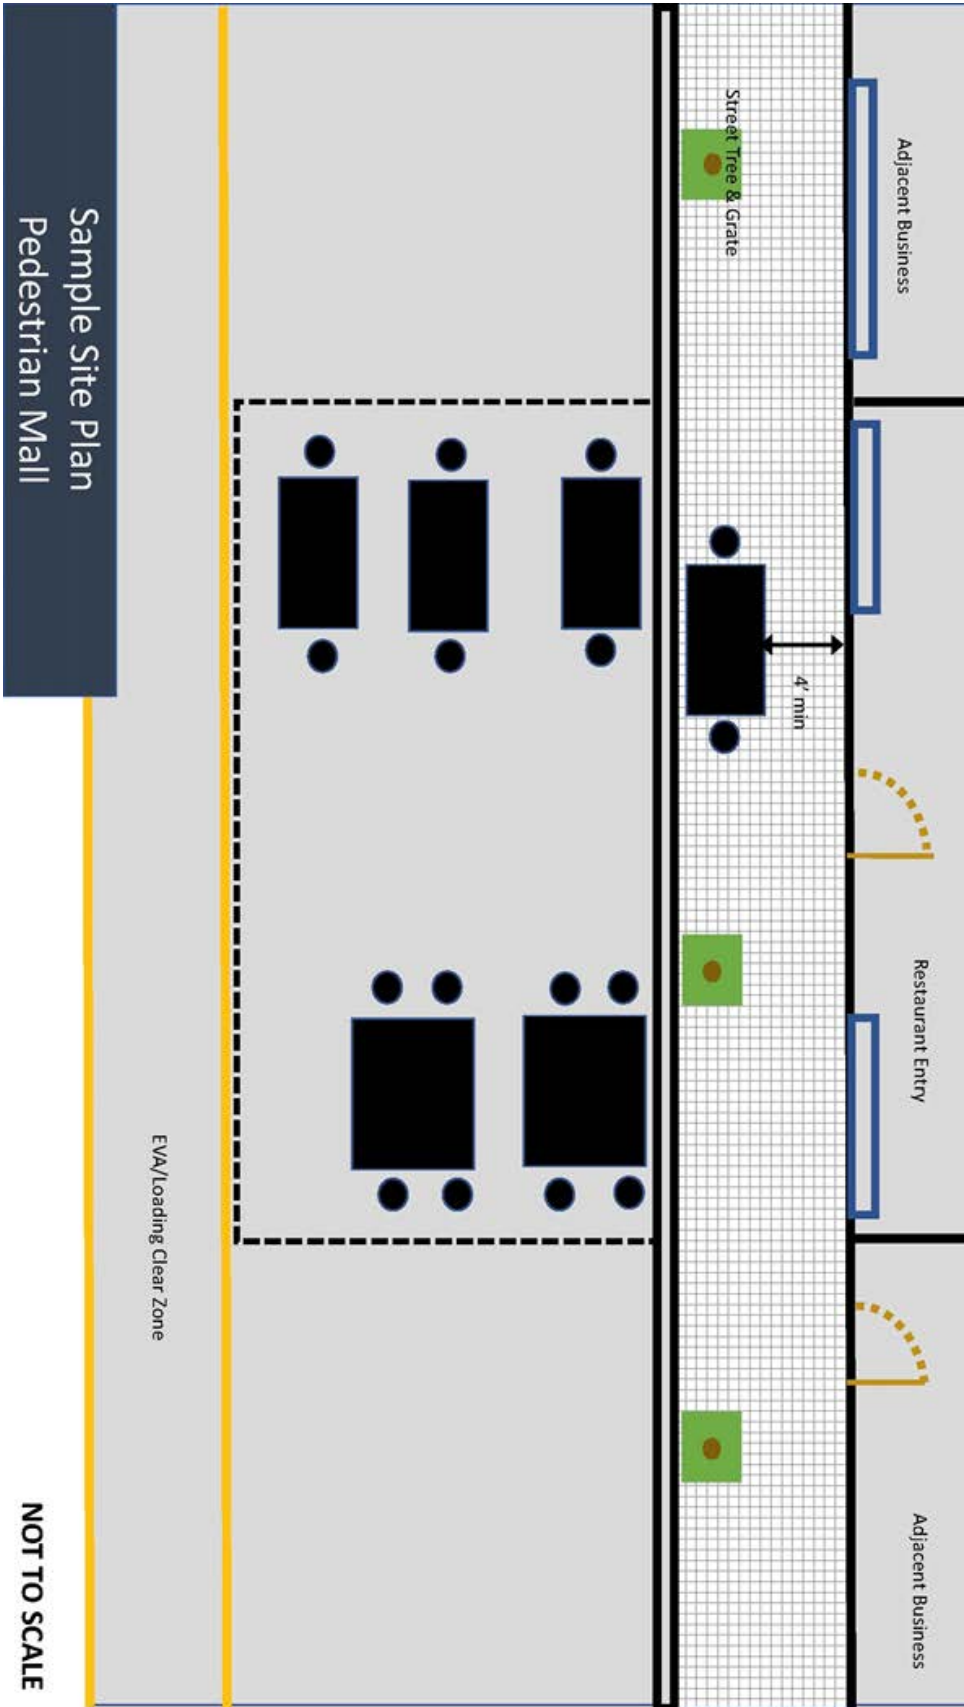 Adjacent Business
Restaurant Entry
Adjacent Business
Street Tree & Grate
4' min
EVA/Loading Clear Zone
Sample Site Plan
Pedestrian Mall
NOT TO SCALE